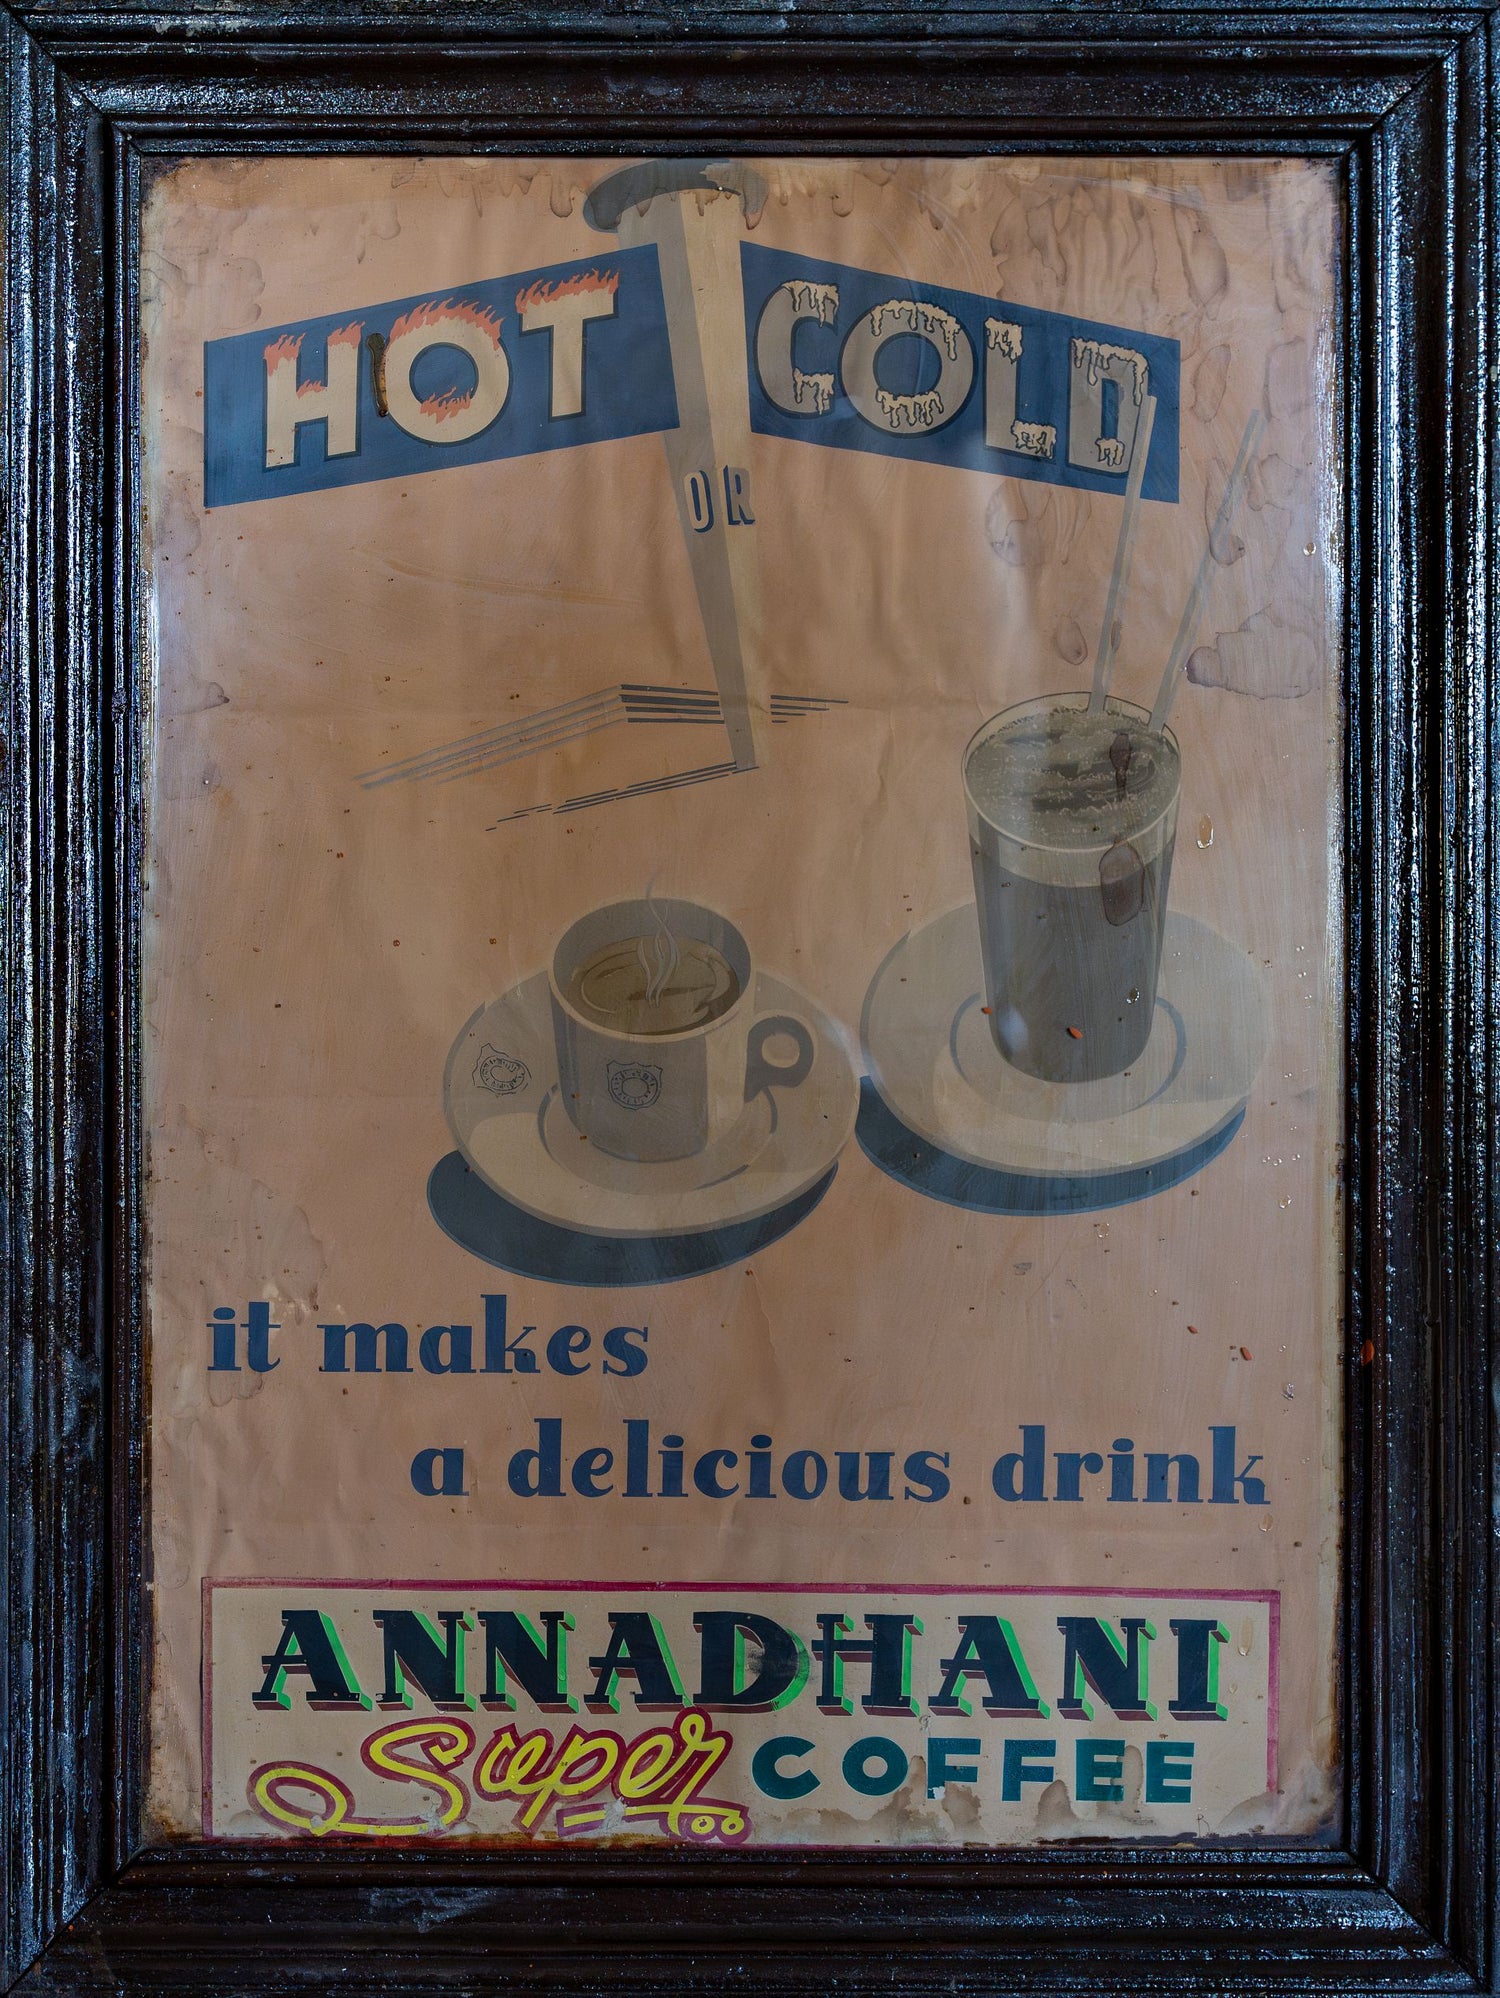 HOT COLD
OR
it makes
a delicious drink
ANNADHANI
Super COFFEE